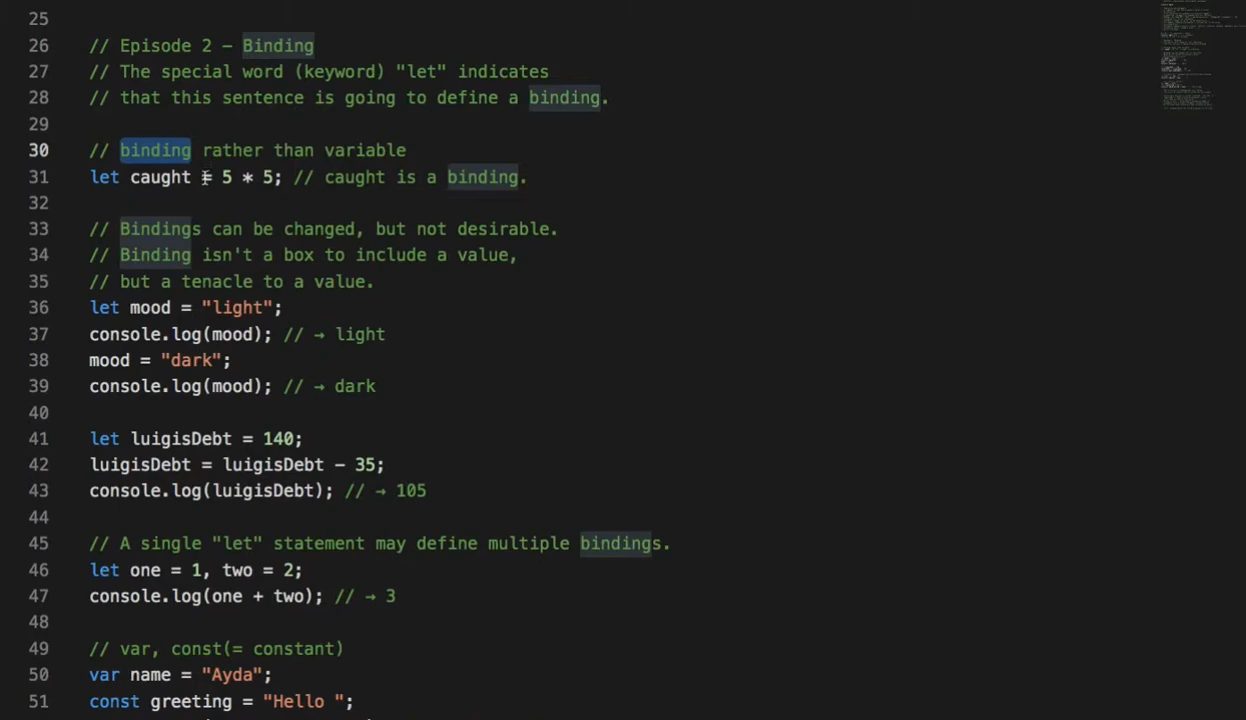 25
26 // Episode 2 - Binding
27 // The special word (keyword) "let" indicates
28 // that this sentence is going to define a binding.
29
30 // binding rather than variable
31 let caught = 5 * 5; // caught is a binding.
32
33 // Bindings can be changed, but not desirable.
34 // Binding isn't a box to include a value,
35 // but a tenacle to a value.
36 let mood = "light";
37 console.log(mood); // → light
38 mood = "dark";
39 console.log(mood); // → dark
40
41 let luigisDebt = 140;
42 luigisDebt = luigisDebt - 35;
43 console.log(luigisDebt); // → 105
44
45 // A single "let" statement may define multiple bindings.
46 let one = 1, two = 2;
47 console.log(one + two); // → 3
48
49 // var, const(= constant)
50 var name = "Ayda";
51 const greeting = "Hello ";